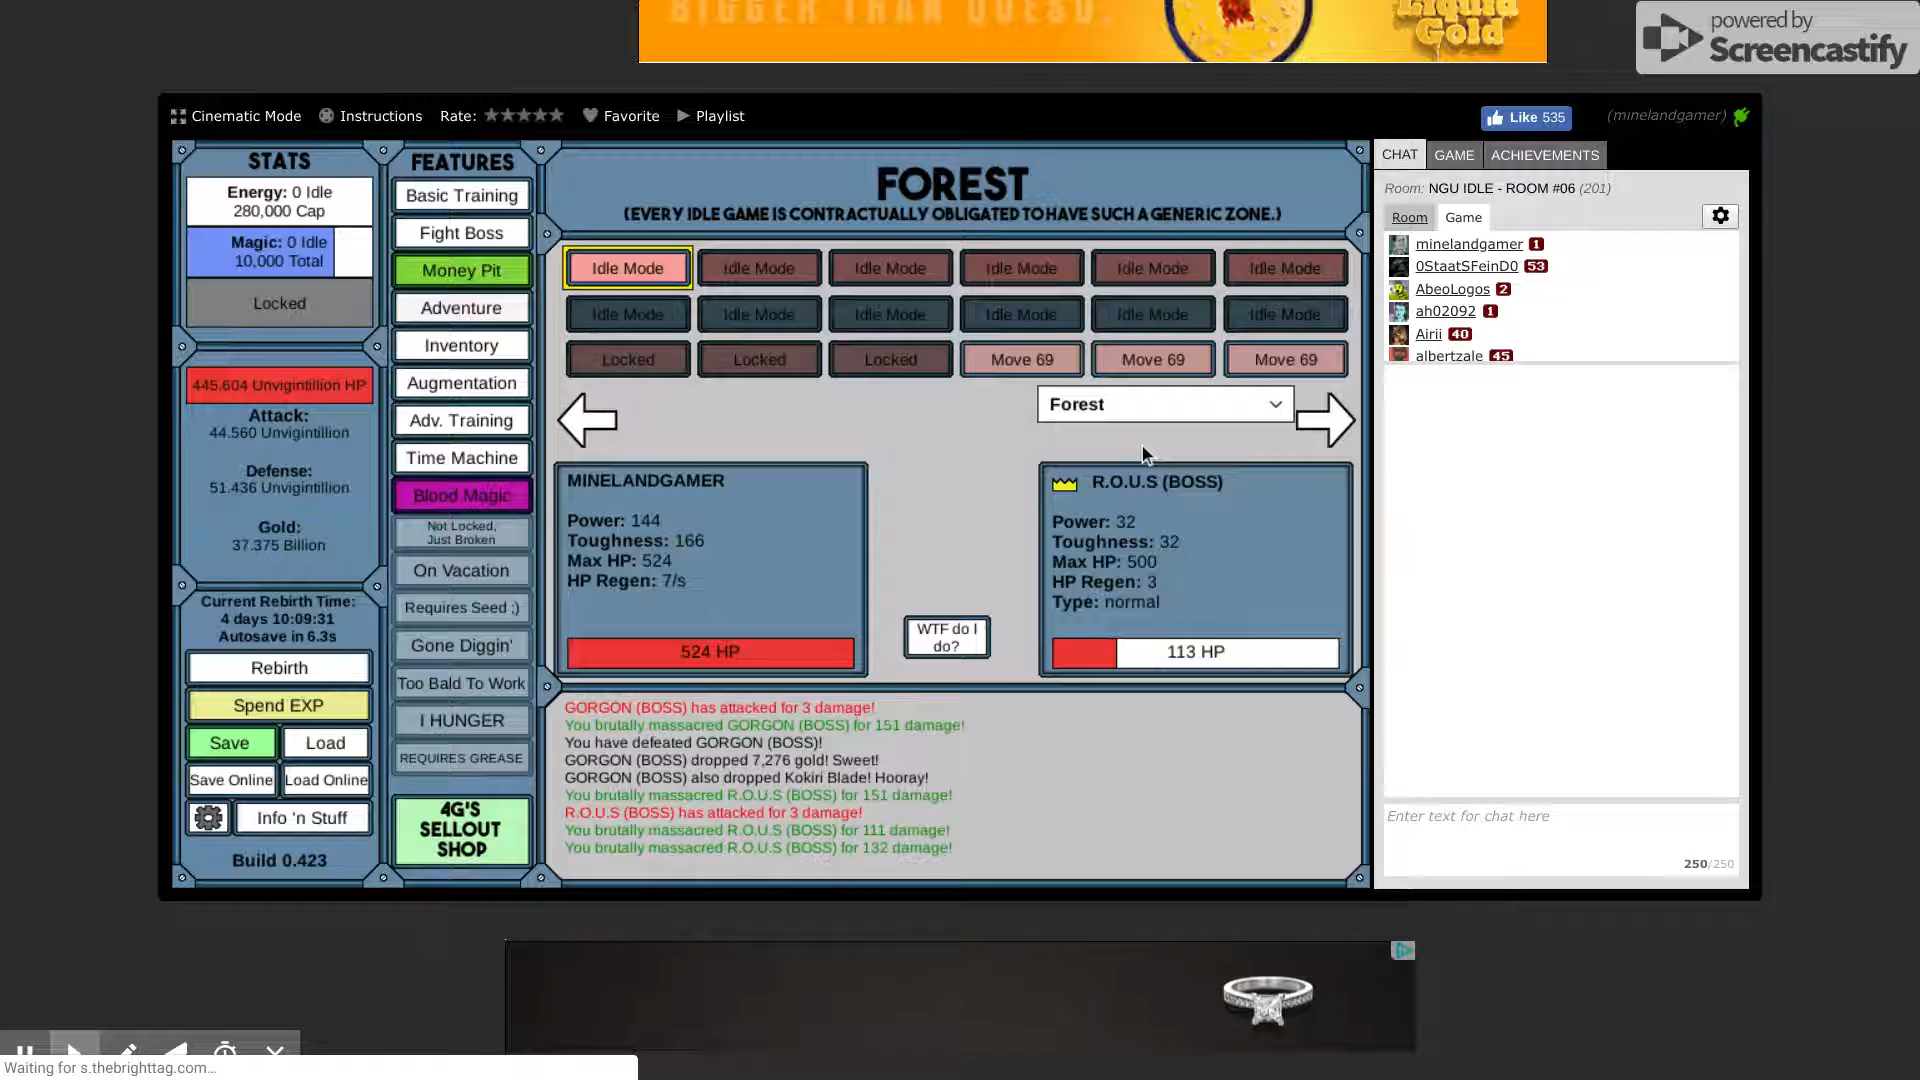 BIGGER THAN QUESO.
Liquid
Gold
powered by
Screencastify
Cinematic Mode
Instructions
Rate:
Favorite
Playlist
Like 535
(minelandgamer)
STATS
Energy: 0 Idle
280,000 Cap
Magic: 0 Idle
10,000 Total
Locked
445.604 Unvigintillion HP
Attack:
44.560 Unvigintillion
Defense:
51.436 Unvigintillion
Gold:
37.375 Billion
Current Rebirth Time:
4 days 10:09:31
Autosave in 6.3s
Rebirth
Spend EXP
Save
Load
Save Online
Load Online
Info 'n Stuff
Build 0.423
FEATURES
Basic Training
Fight Boss
Money Pit
Adventure
Inventory
Augmentation
Adv. Training
Time Machine
Blood Magic
Not Locked,
Just Broken
On Vacation
Requires Seed ;)
Gone Diggin'
Too Bald To Work
I HUNGER
REQUIRES GREASE
4G'S
SELLOUT
SHOP
FOREST
(EVERY IDLE GAME IS CONTRACTUALLY OBLIGATED TO HAVE SUCH A GENERIC ZONE.)
Idle Mode Idle Mode Idle Mode Idle Mode Idle Mode Idle Mode
Idle Mode Idle Mode Idle Mode Idle Mode Idle Mode Idle Mode
Locked Locked Locked Move 69 Move 69 Move 69
Forest
MINELANDGAMER
Power: 144
Toughness: 166
Max HP: 524
HP Regen: 7/s
524 HP
WTF do I
do?
R.O.U.S (BOSS)
Power: 32
Toughness: 32
Max HP: 500
HP Regen: 3
Type: normal
113 HP
GORGON (BOSS) has attacked for 3 damage!
You brutally massacred GORGON (BOSS) for 151 damage!
You have defeated GORGON (BOSS)!
GORGON (BOSS) dropped 7,276 gold! Sweet!
GORGON (BOSS) also dropped Kokiri Blade! Hooray!
You brutally massacred R.O.U.S (BOSS) for 151 damage!
R.O.U.S (BOSS) has attacked for 3 damage!
You brutally massacred R.O.U.S (BOSS) for 111 damage!
You brutally massacred R.O.U.S (BOSS) for 132 damage!
CHAT
GAME
ACHIEVEMENTS
Room: NGU IDLE - ROOM #06 (201)
Room
Game
minelandgamer 1
0StaatSFeinD0 53
AbeoLogos 2
ah02092 1
Airii 40
albertzale 45
Enter text for chat here
250/250
Waiting for s.thebrighttag.com...